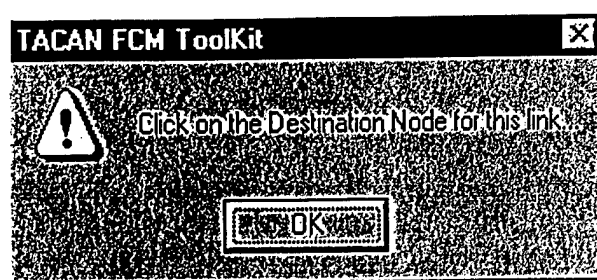 TACAN FCM ToolKit
Click on the Destination Node for this link...
OK